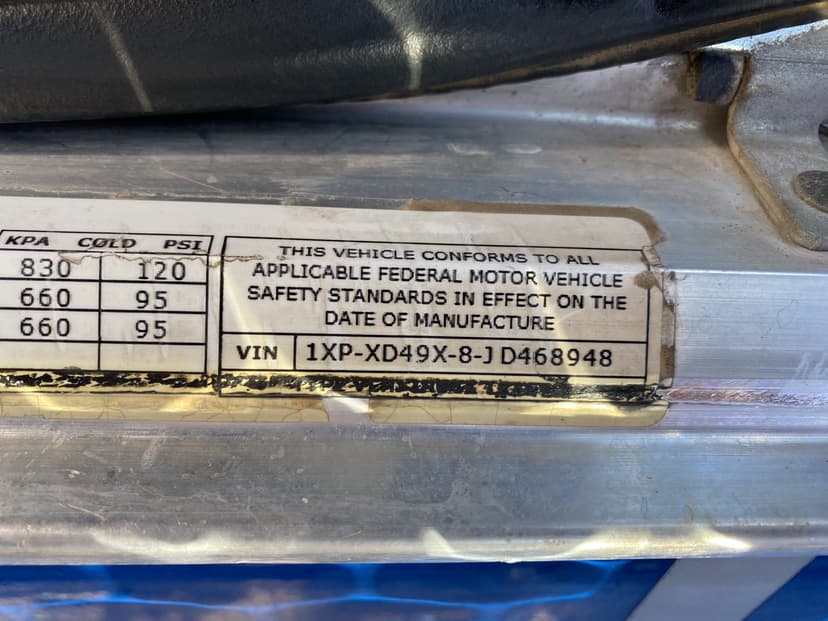 KPA COLD PSI
830 120
660 95
660 95
THIS VEHICLE CONFORMS TO ALL
APPLICABLE FEDERAL MOTOR VEHICLE
SAFETY STANDARDS IN EFFECT ON THE
DATE OF MANUFACTURE
VIN 1XP-XD49X-8-JD468948